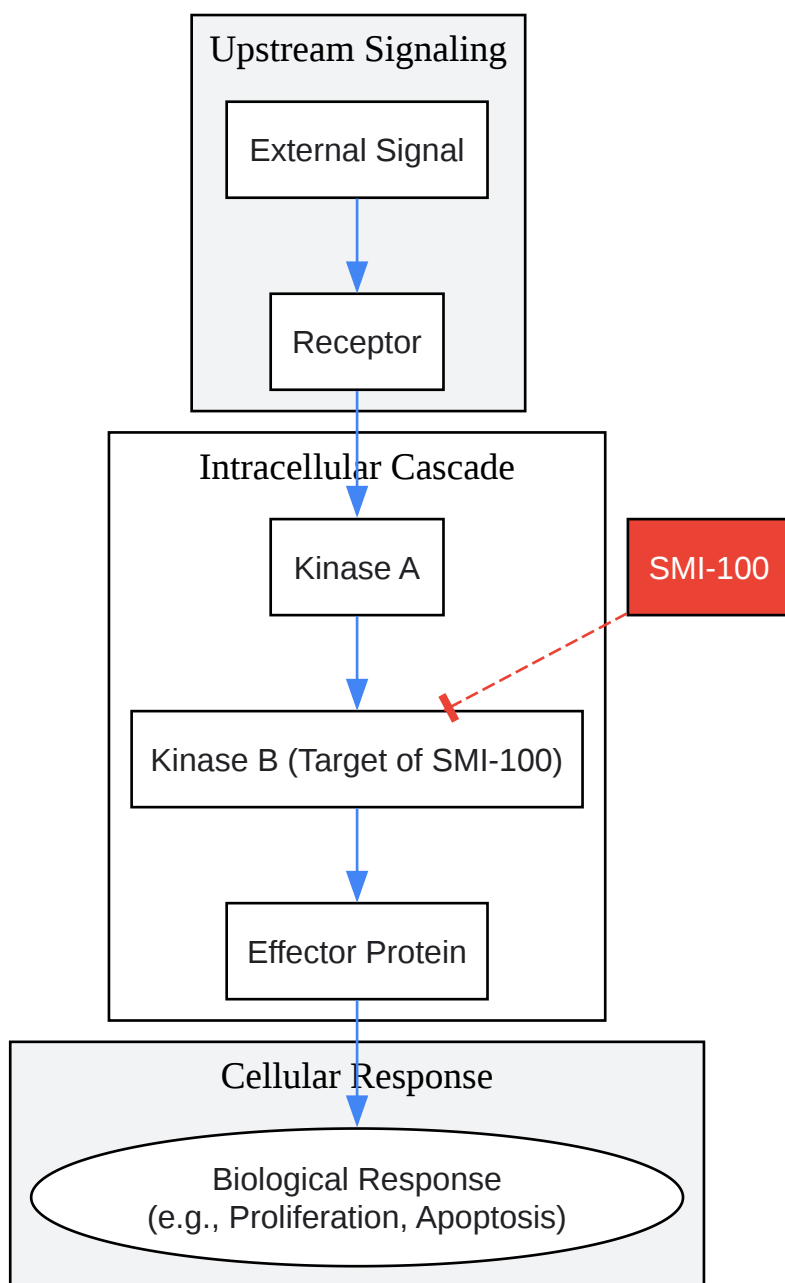 Upstream Signaling
External Signal
Receptor
Intracellular Cascade
Kinase A
SMI-100
Kinase B (Target of SMI-100)
Effector Protein
Cellular Response
Biological Response
(e.g., Proliferation, Apoptosis)